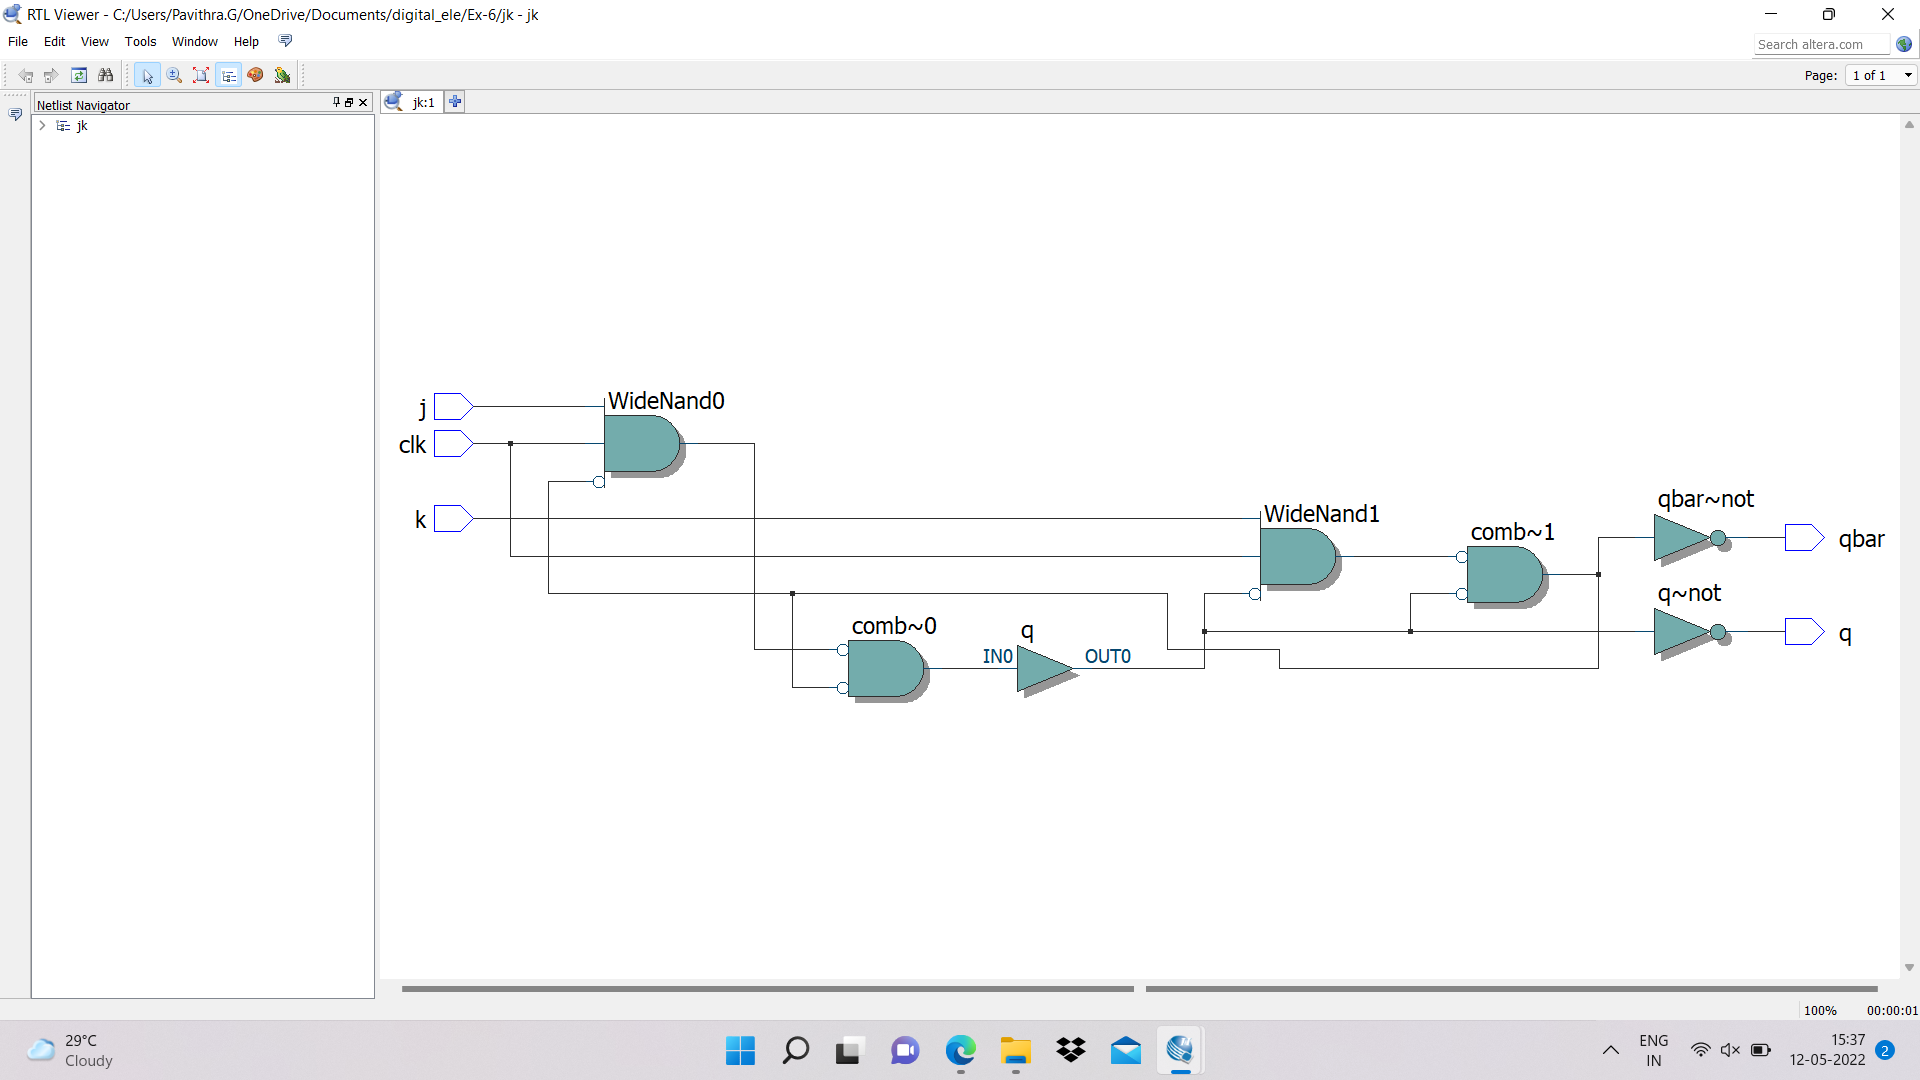 RTL Viewer - C:/Users/Pavithra.G/OneDrive/Documents/digital_ele/Ex-6/jk - jk
File Edit View Tools Window Help
Search altera.com
Page: 1 of 1
Netlist Navigator
jk:1
jk
j
WideNand0
clk
k
WideNand1
comb~1
qbar~not
qbar
q~not
q
comb~0
q
IN0
OUT0
100% 00:00:01
29°C
Cloudy
ENG
IN
15:37
12-05-2022
2